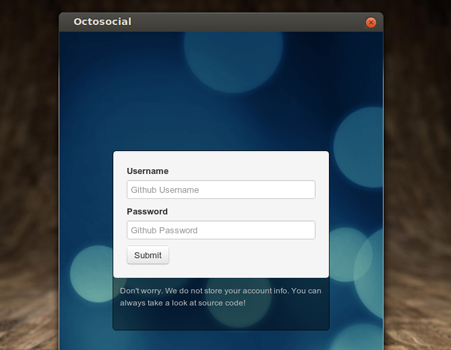 Octosocial
Username
Github Username
Password
Github Password
Submit
Don't worry. We do not store your account info. You can
always take a look at source code!